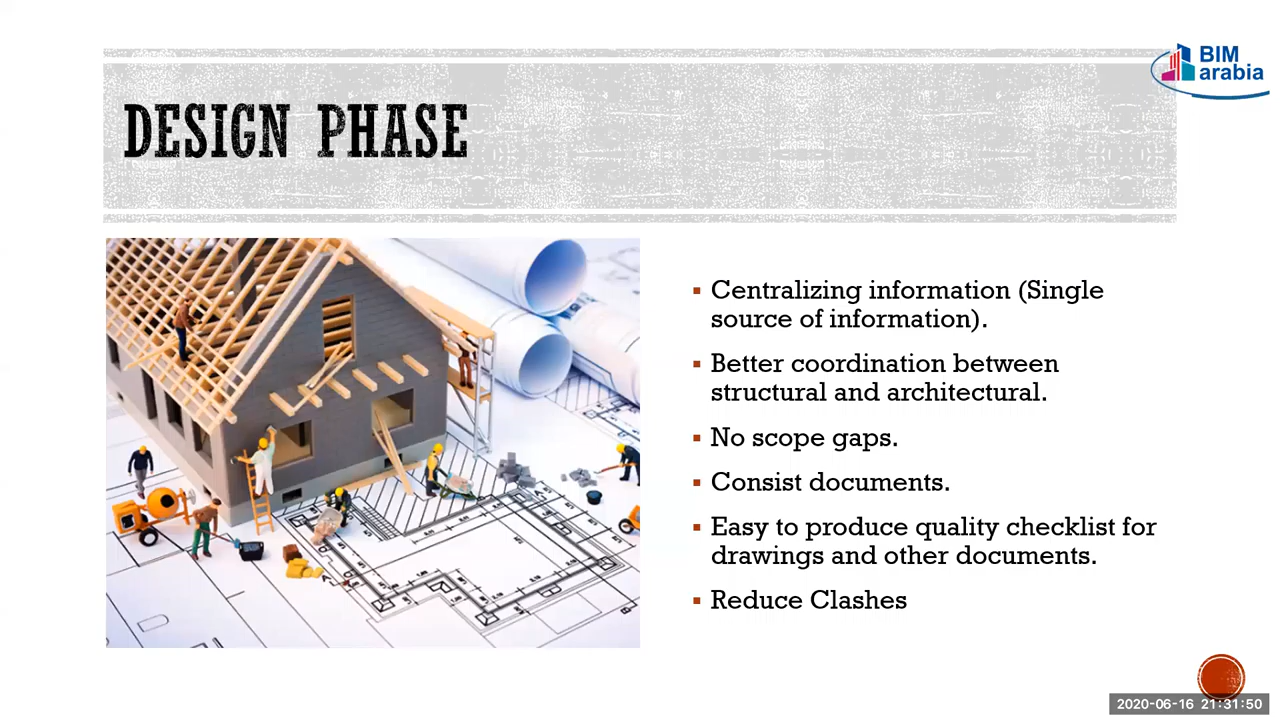 BIM
arabia
DESIGN PHASE
▪ Centralizing information (Single
source of information).
▪ Better coordination between
structural and architectural.
▪ No scope gaps.
▪ Consist documents.
▪ Easy to produce quality checklist for
drawings and other documents.
▪ Reduce Clashes
2020-06-16 21:31:50